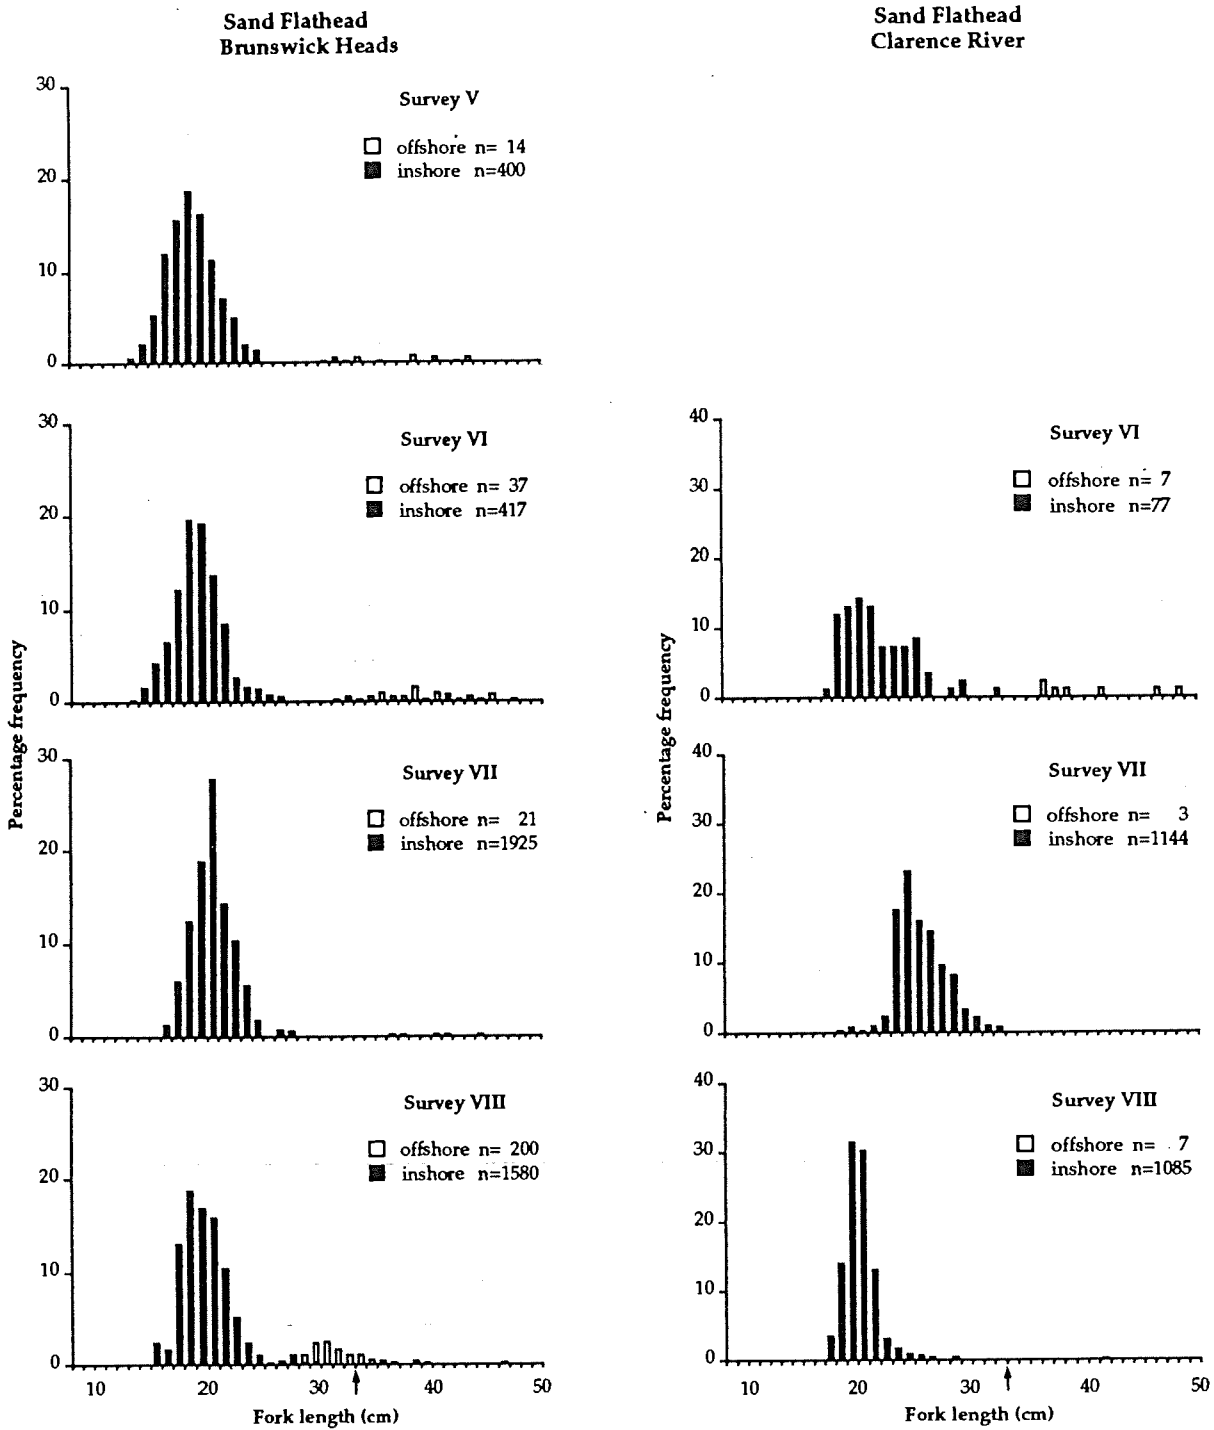 Sand Flathead
Brunswick Heads
30
20
10
0
Survey V
offshore n= 14
inshore n=400
30
20
10
0
Survey VI
offshore n= 37
inshore n=417
30
20
10
0
Survey VII
offshore n= 21
inshore n=1925
30
20
10
0
Survey VIII
offshore n= 200
inshore n=1580
Percentage frequency
10 20 30 40 50
Fork length (cm)
Sand Flathead
Clarence River
40
30
20
10
0
Survey VI
offshore n= 7
inshore n=77
40
30
20
10
0
Survey VII
offshore n= 3
inshore n=1144
40
30
20
10
0
Survey VIII
offshore n= 7
inshore n=1085
Percentage frequency
10 20 30 40 50
Fork length (cm)